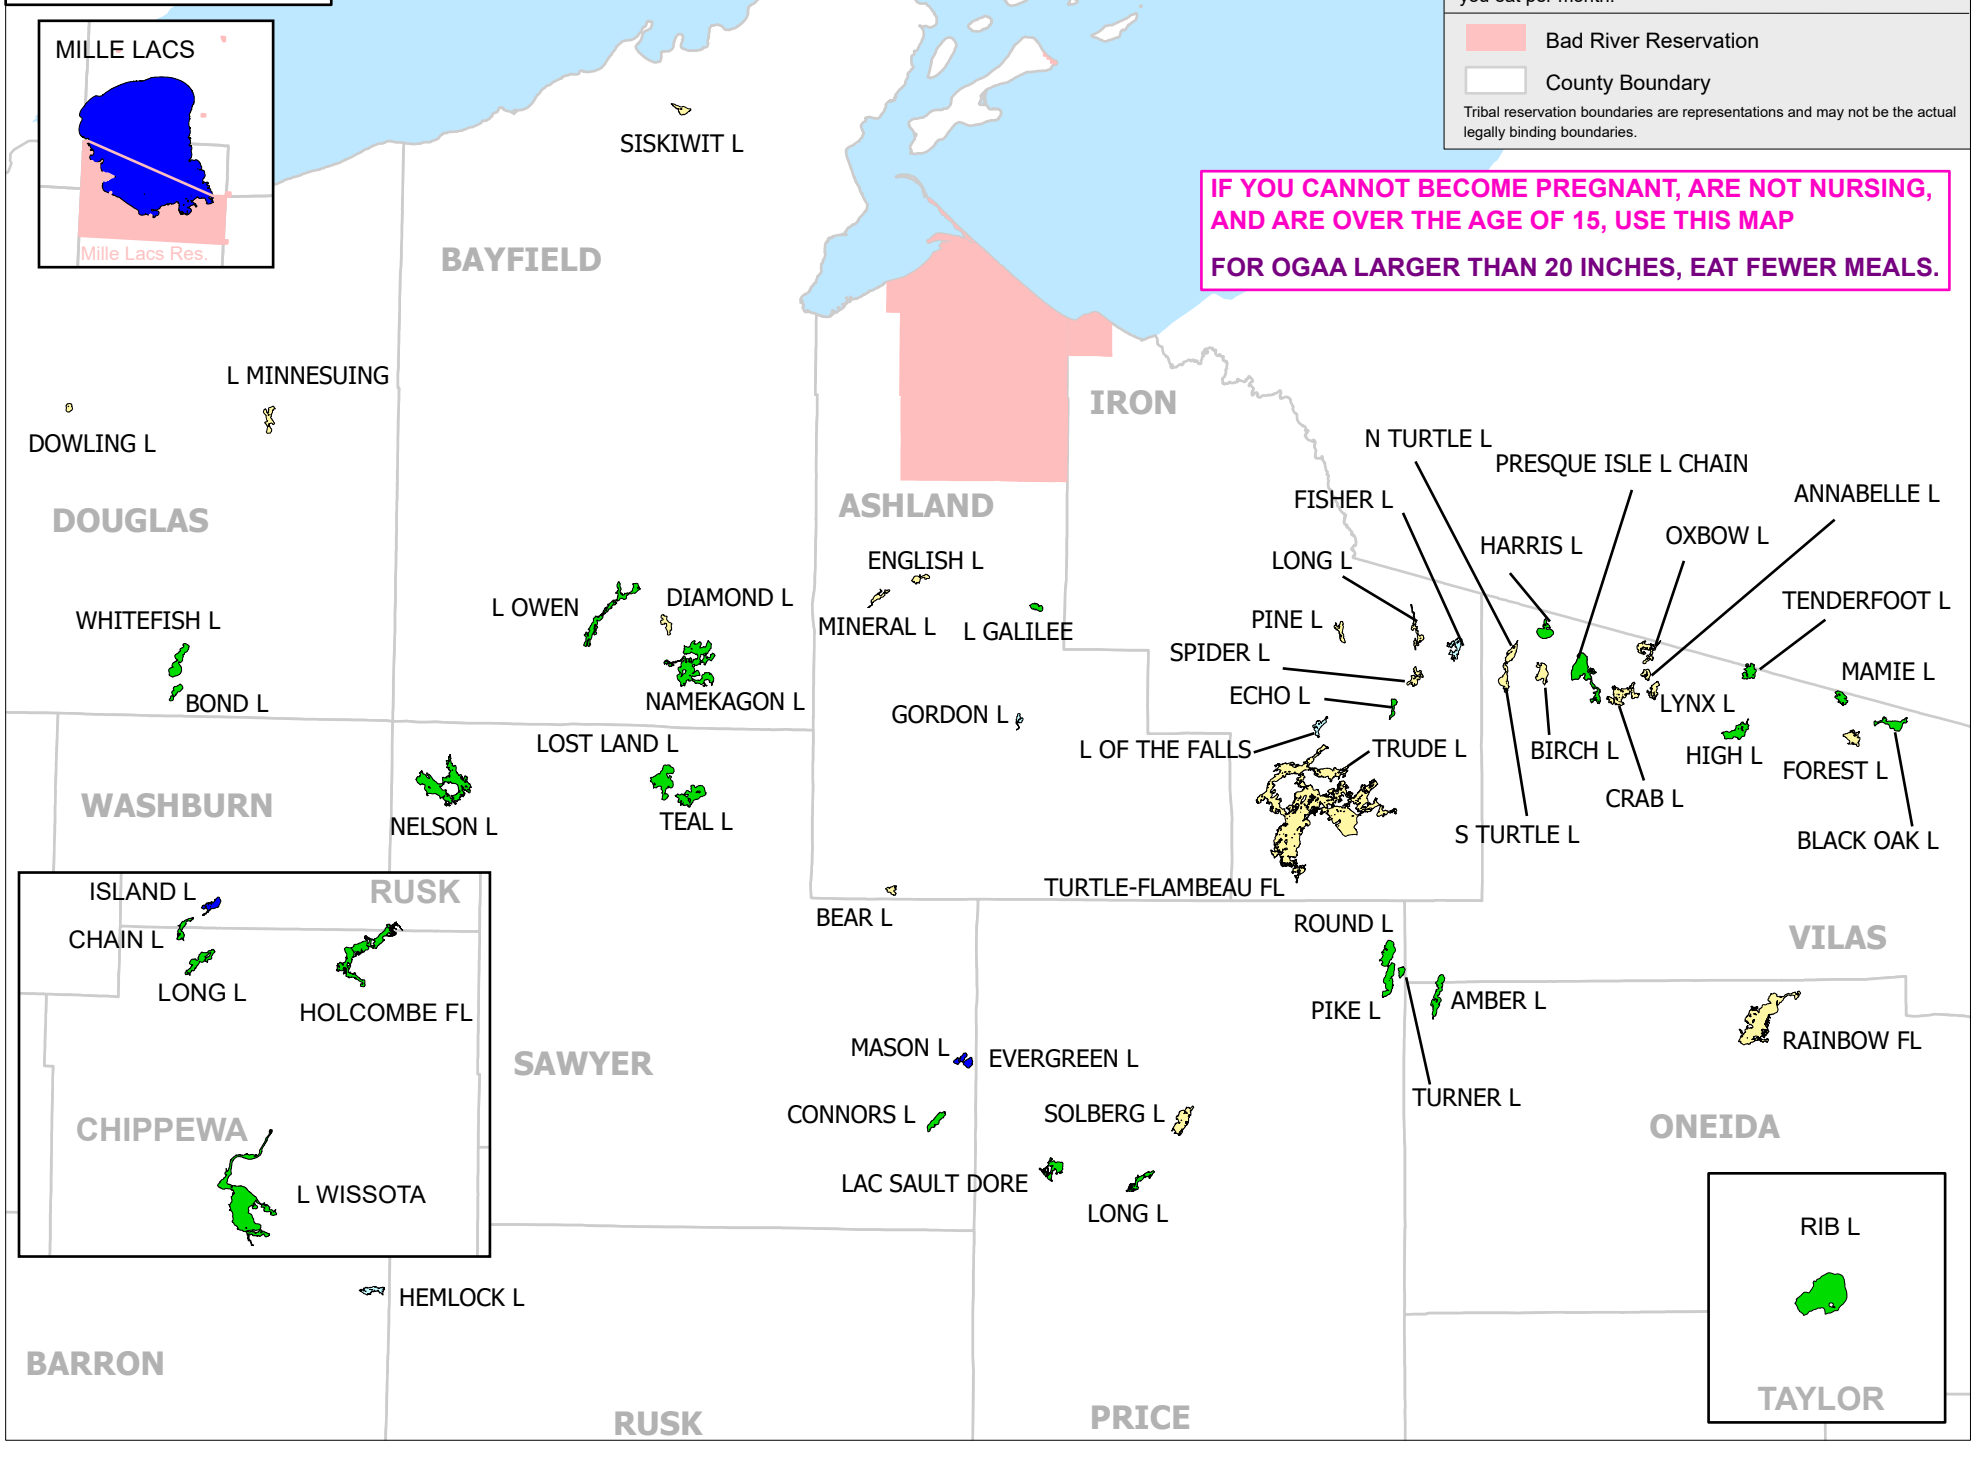 you eat per month.
Bad River Reservation
County Boundary
Tribal reservation boundaries are representations and may not be the actual
legally binding boundaries.
MILLE LACS
Mille Lacs Res.
SISKIWIT L
IF YOU CANNOT BECOME PREGNANT, ARE NOT NURSING,
AND ARE OVER THE AGE OF 15, USE THIS MAP
FOR OGAA LARGER THAN 20 INCHES, EAT FEWER MEALS.
BAYFIELD
L MINNESUING
DOWLING L
IRON
N TURTLE L
PRESQUE ISLE L CHAIN
ANNABELLE L
FISHER L
DOUGLAS
ASHLAND
OXBOW L
HARRIS L
ENGLISH L
LONG L
TENDERFOOT L
L OWEN
DIAMOND L
WHITEFISH L
PINE L
MINERAL L
L GALILEE
SPIDER L
MAMIE L
ECHO L
BOND L
NAMEKAGON L
LYNX L
GORDON L
LOST LAND L
L OF THE FALLS
TRUDE L
BIRCH L
HIGH L
FOREST L
WASHBURN
CRAB L
NELSON L
TEAL L
S TURTLE L
BLACK OAK L
ISLAND L
RUSK
TURTLE-FLAMBEAU FL
BEAR L
ROUND L
CHAIN L
VILAS
LONG L
HOLCOMBE FL
PIKE L
AMBER L
RAINBOW FL
MASON L
EVERGREEN L
SAWYER
TURNER L
CONNORS L
SOLBERG L
CHIPPEWA
ONEIDA
LAC SAULT DORE
L WISSOTA
LONG L
RIB L
HEMLOCK L
BARRON
TAYLOR
RUSK
PRICE